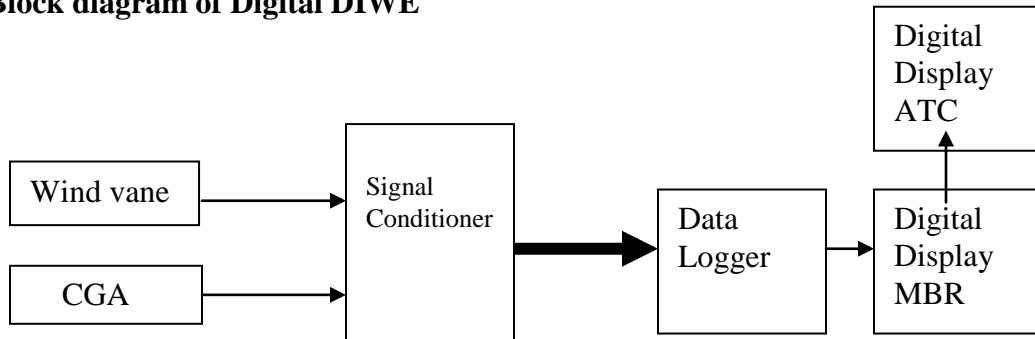 Block diagram of Digital DIWE
Digital
Display
ATC
Wind vane
Signal
Conditioner
Data
Logger
Digital
Display
MBR
CGA